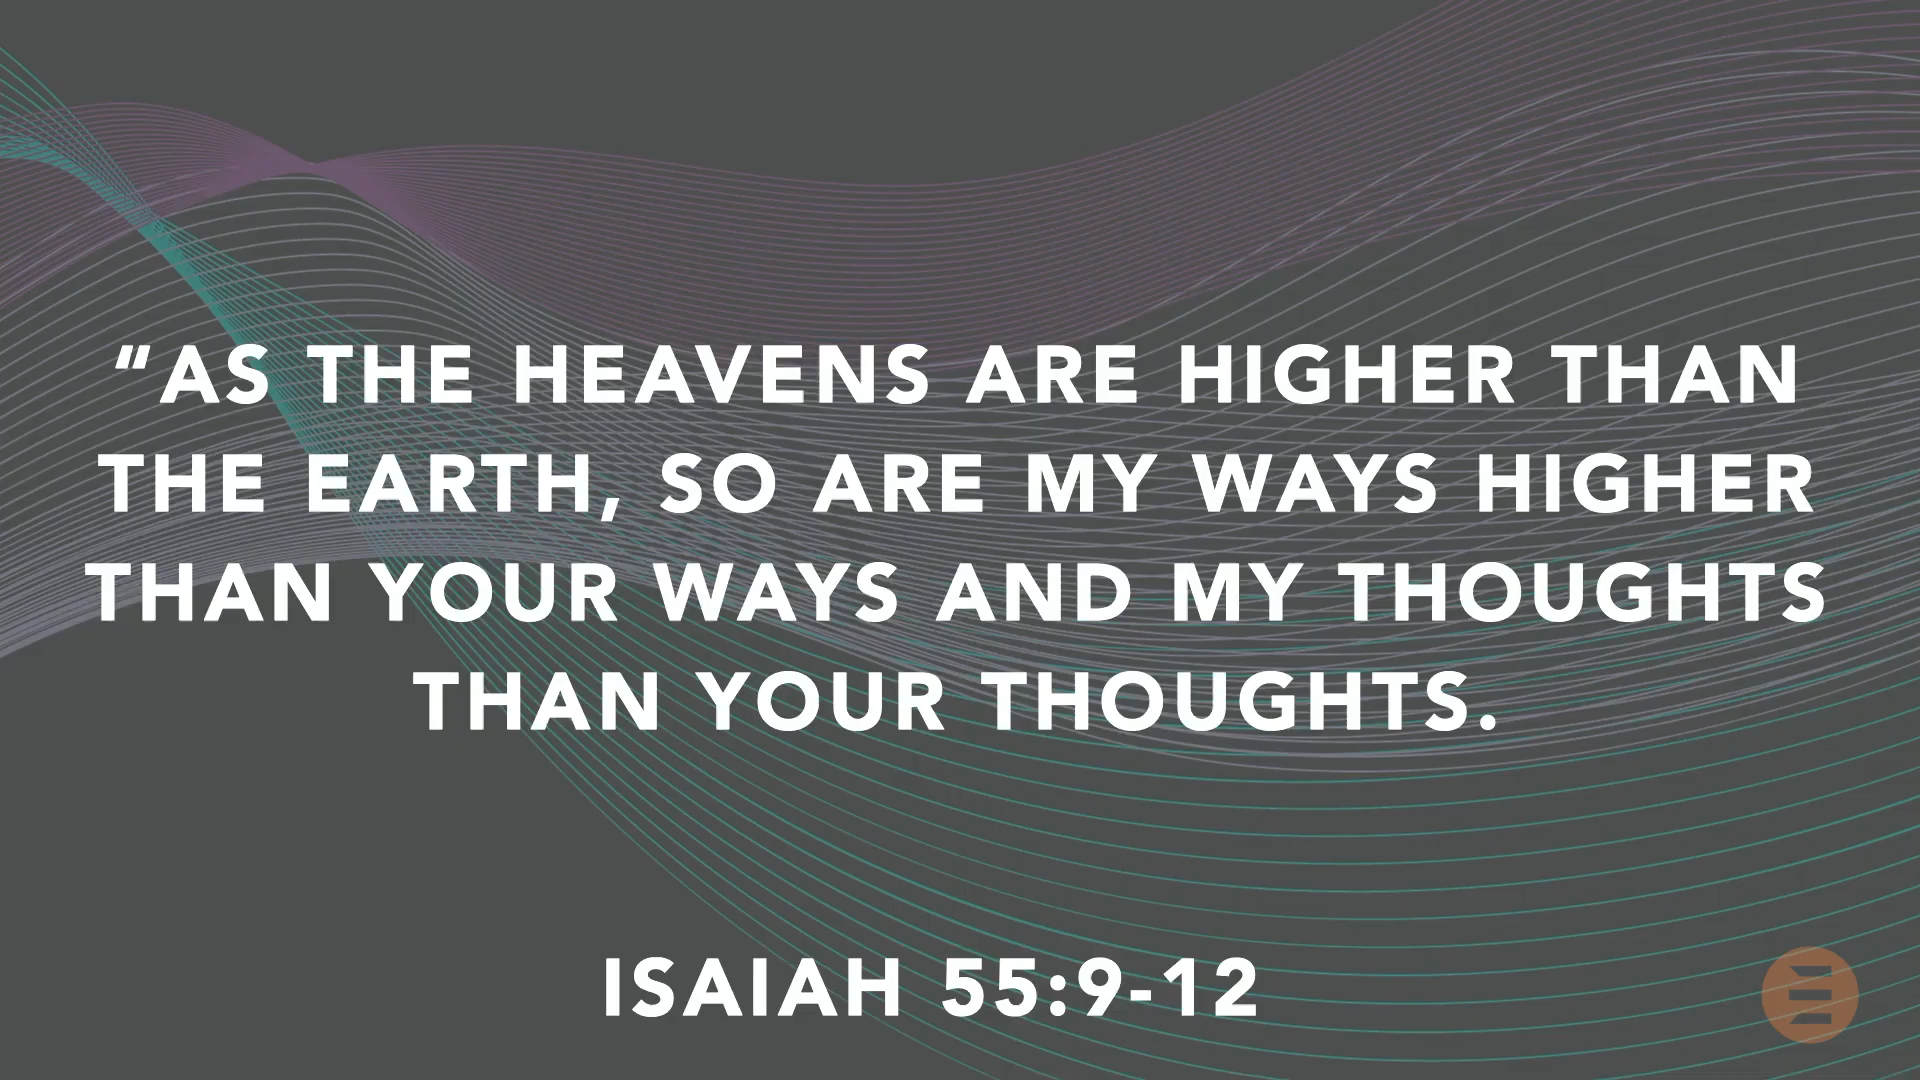 “AS THE HEAVENS ARE HIGHER THAN
THE EARTH, SO ARE MY WAYS HIGHER
THAN YOUR WAYS AND MY THOUGHTS
THAN YOUR THOUGHTS.
ISAIAH 55:9-12